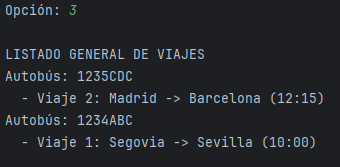 Opción: 3
LISTADO GENERAL DE VIAJES
Autobús: 1235CDC
- Viaje 2: Madrid -> Barcelona (12:15)
Autobús: 1234ABC
- Viaje 1: Segovia -> Sevilla (10:00)